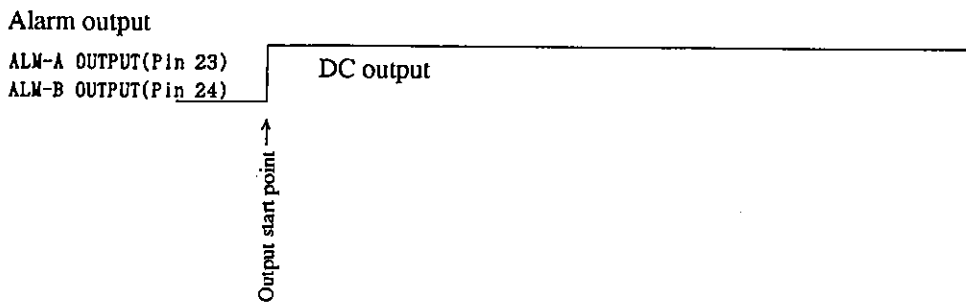 Alarm output
ALM-A OUTPUT(Pin 23)
ALM-B OUTPUT(Pin 24)
DC output
Output start point →